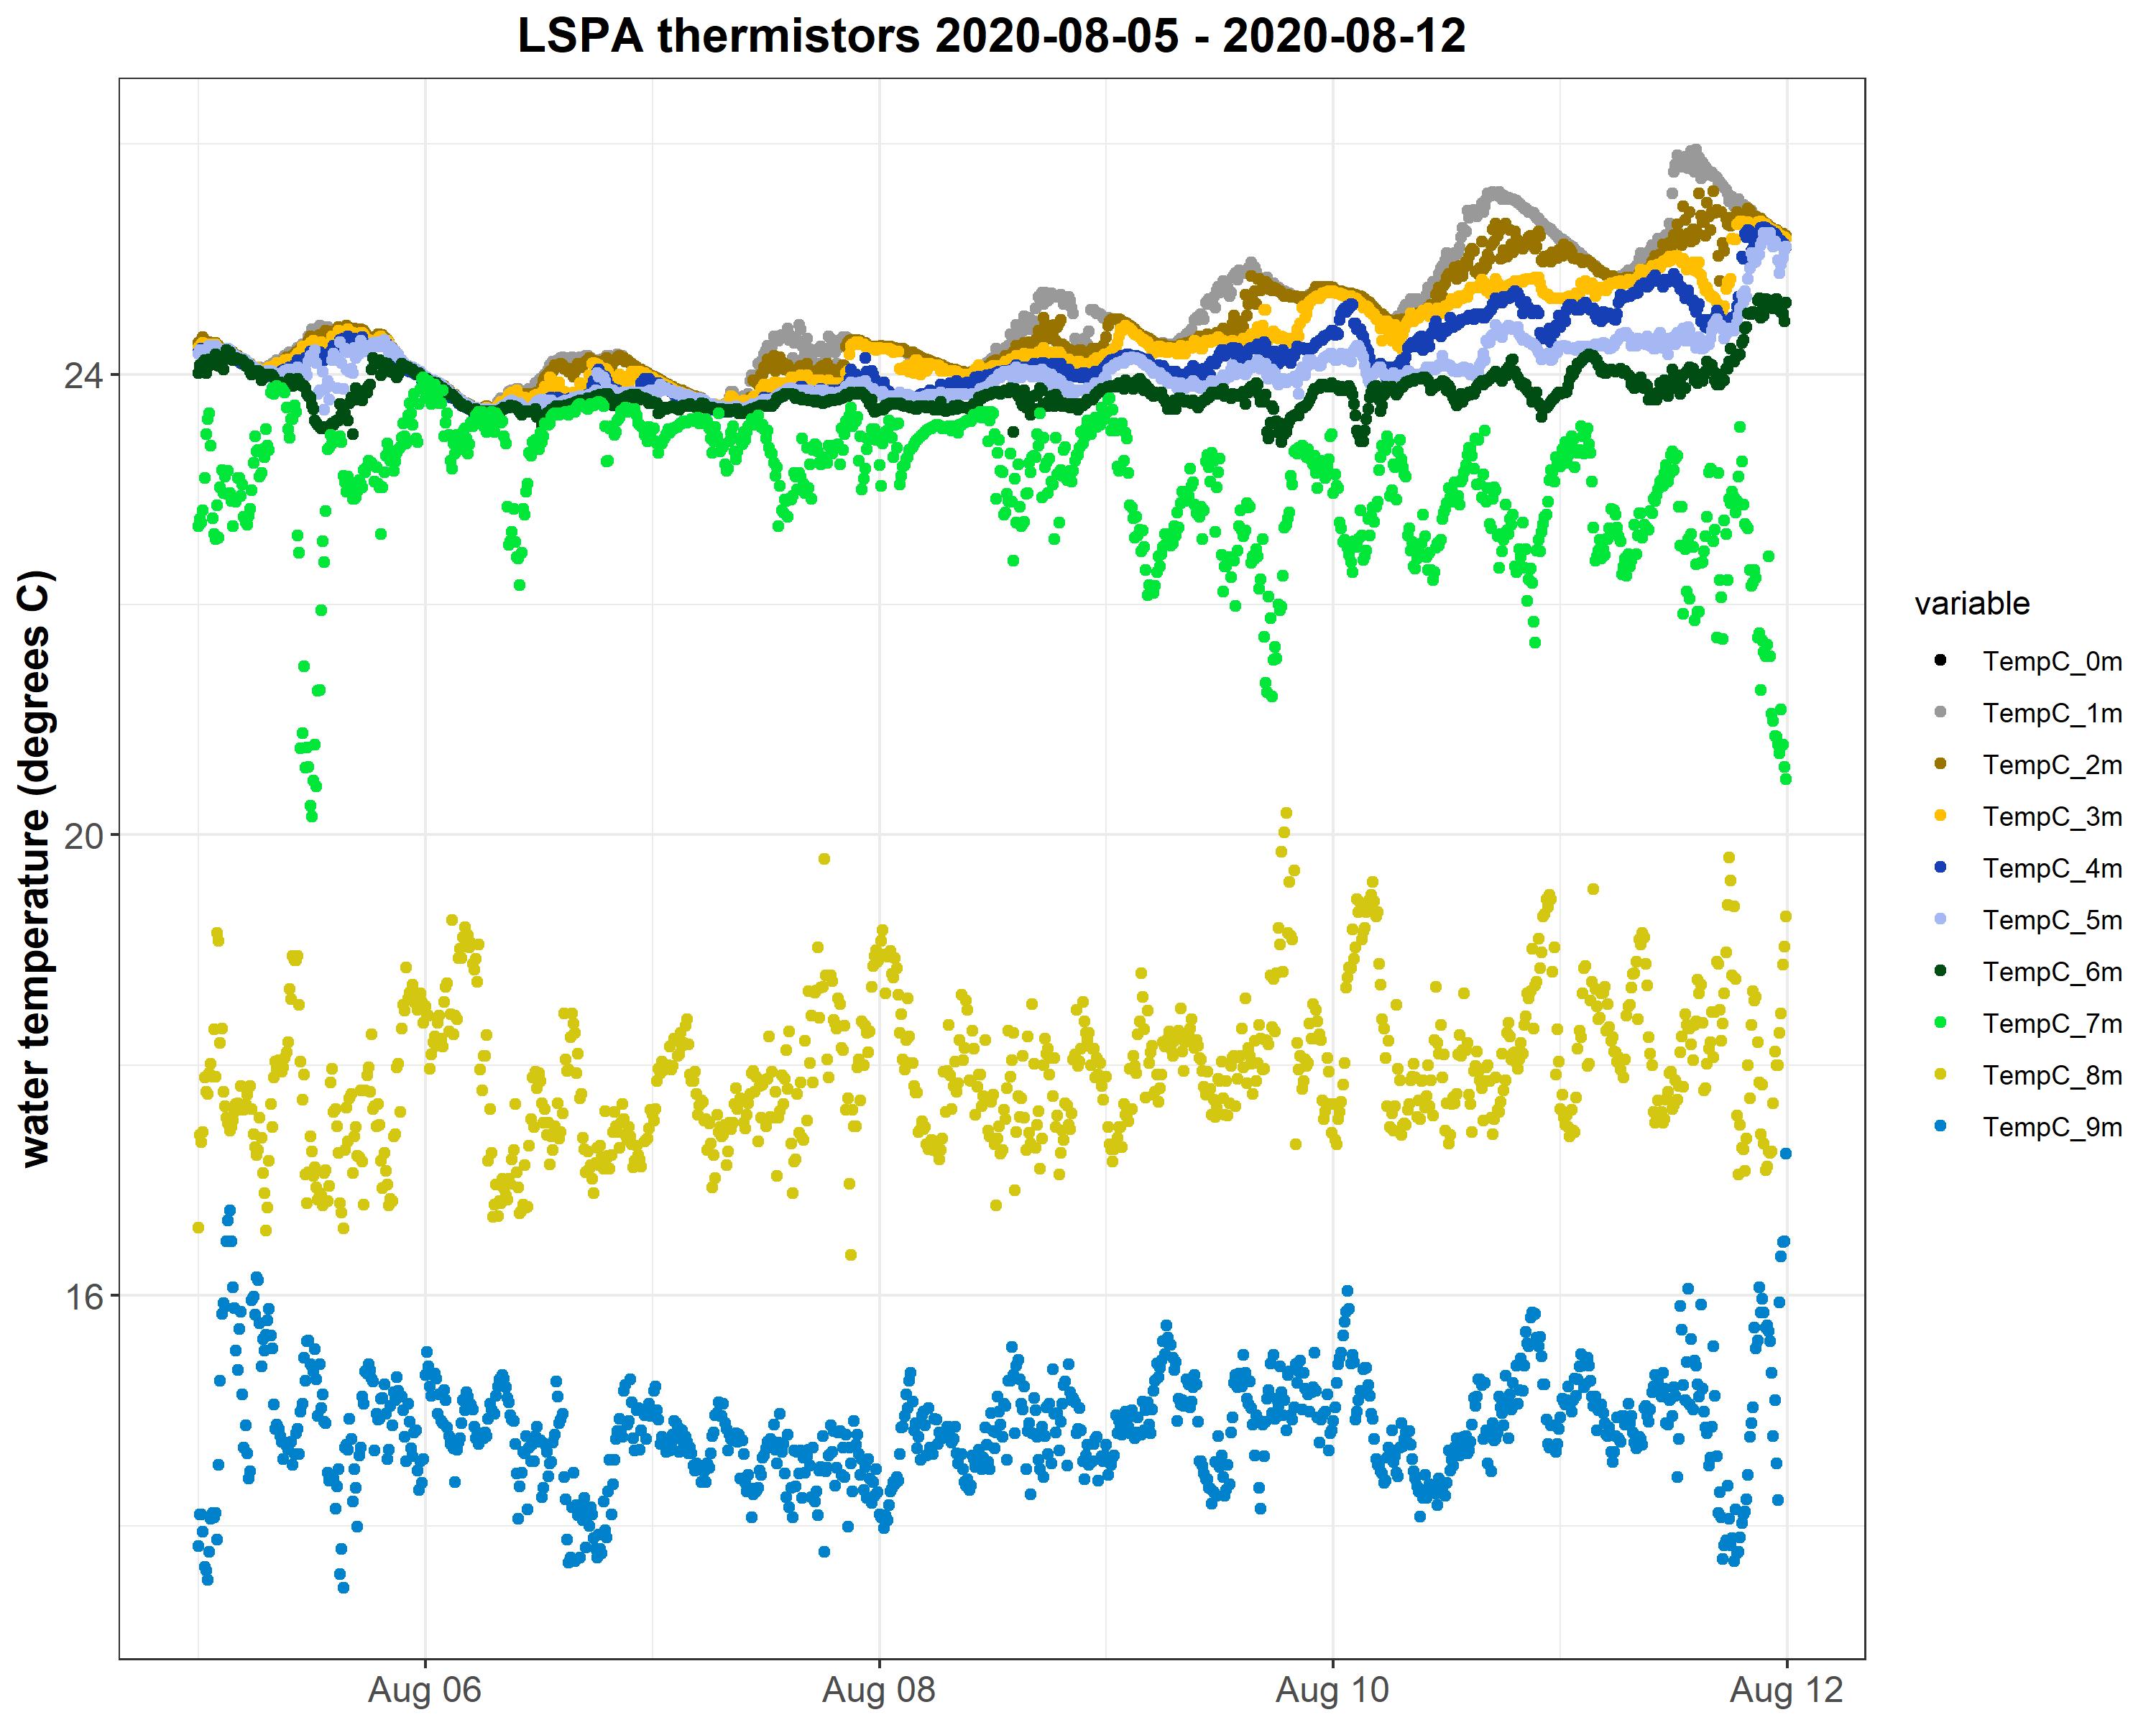 LSPA thermistors 2020-08-05 - 2020-08-12
water temperature (degrees C)
24
20
16
Aug 06
Aug 08
Aug 10
Aug 12
variable
TempC_0m
TempC_1m
TempC_2m
TempC_3m
TempC_4m
TempC_5m
TempC_6m
TempC_7m
TempC_8m
TempC_9m